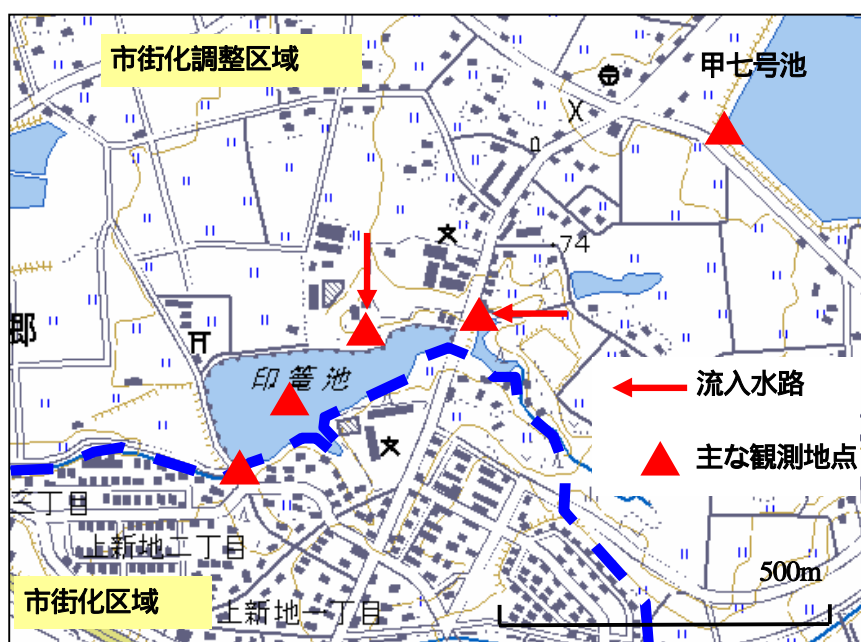 市街化調整区域
甲七号池
74
郡
印篭池
流入水路
主な観測地点
三丁目
上新地二丁目
500m
市街化区域
上新地一丁目